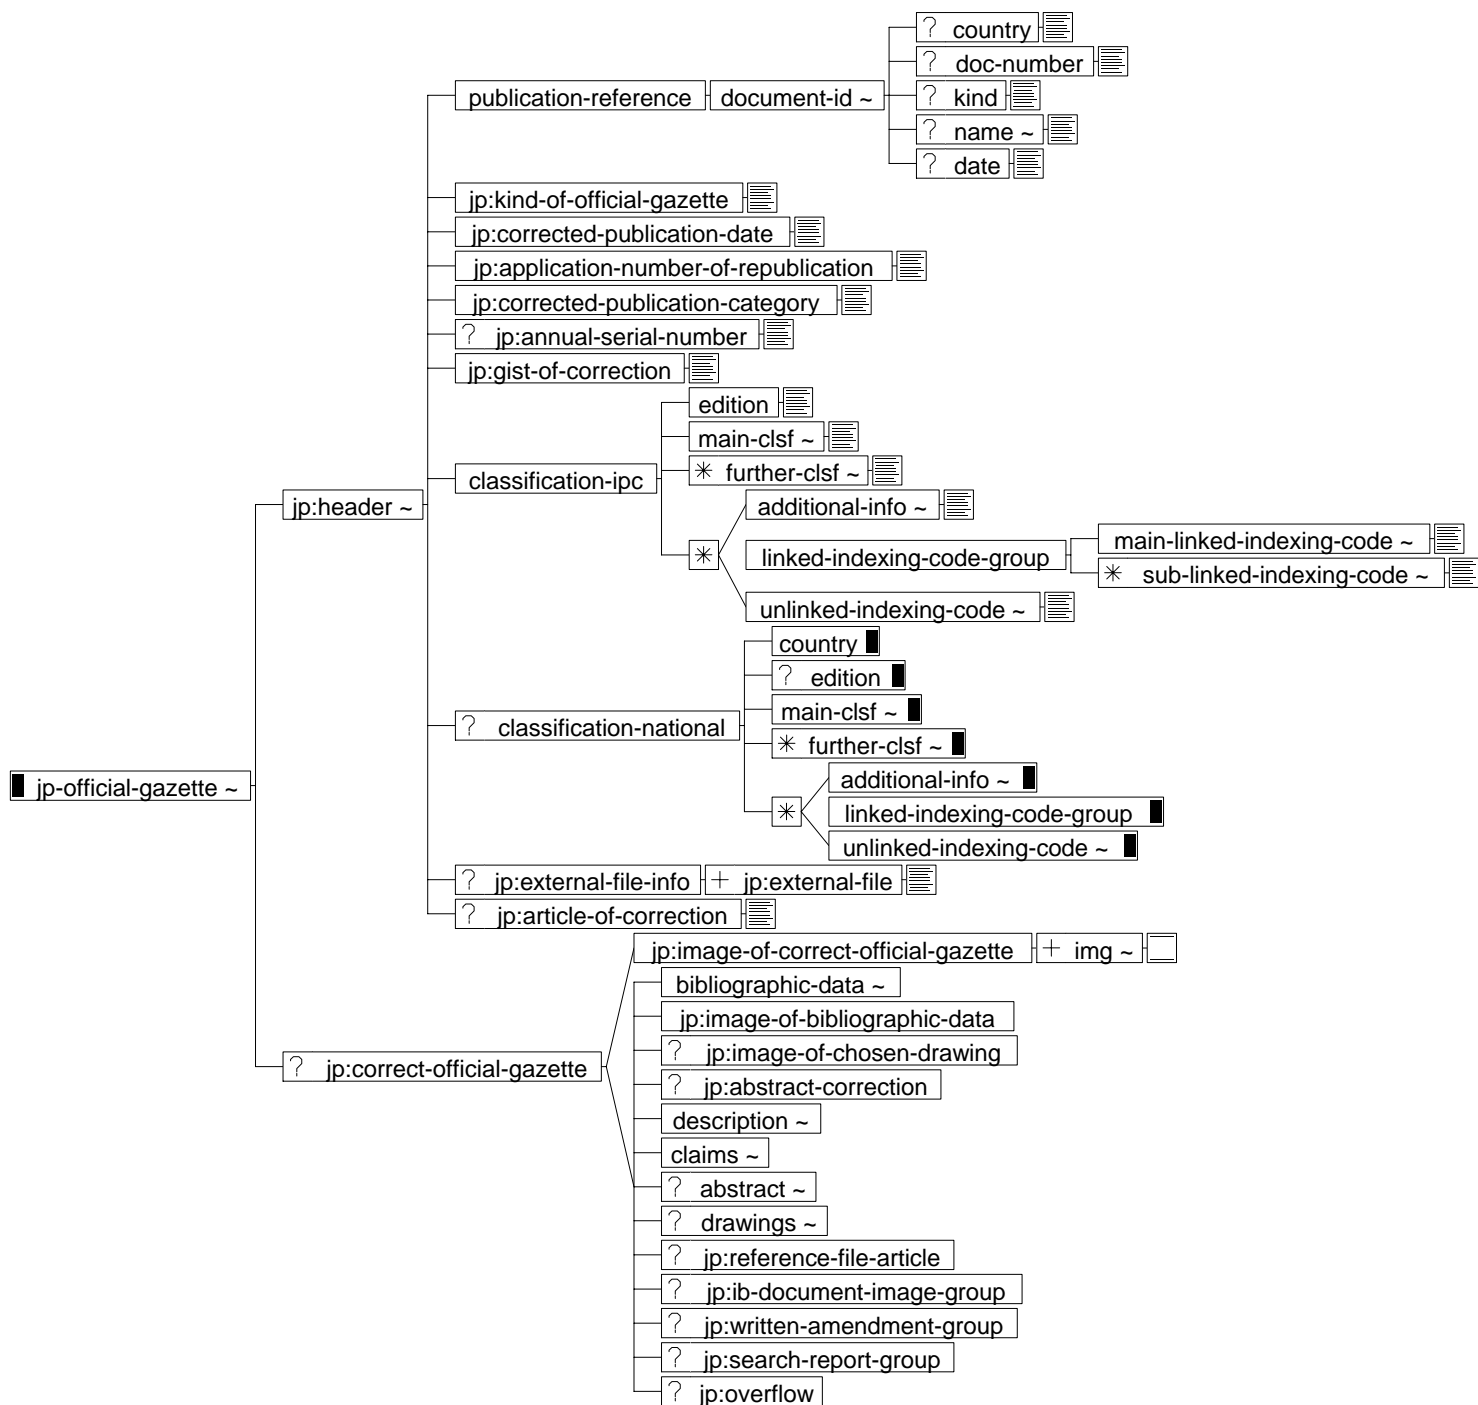 ? country
? doc-number
publication-reference document-id ~
? kind
? name ~
? date
jp:kind-of-official-gazette
jp:corrected-publication-date
jp:application-number-of-republication
jp:corrected-publication-category
? jp:annual-serial-number
jp:gist-of-correction
edition
main-clsf ~
* further-clsf ~
classification-ipc
jp:header ~
additional-info ~
main-linked-indexing-code ~
*
linked-indexing-code-group
* sub-linked-indexing-code ~
unlinked-indexing-code ~
country
? edition
main-clsf ~
? classification-national
* further-clsf ~
additional-info ~
jp-official-gazette ~
*
linked-indexing-code-group
unlinked-indexing-code ~
? jp:external-file-info + jp:external-file
? jp:article-of-correction
jp:image-of-correct-official-gazette + img ~
bibliographic-data ~
jp:image-of-bibliographic-data
? jp:image-of-chosen-drawing
? jp:correct-official-gazette
? jp:abstract-correction
description ~
claims ~
? abstract ~
? drawings ~
? jp:reference-file-article
? jp:ib-document-image-group
? jp:written-amendment-group
? jp:search-report-group
? jp:overflow